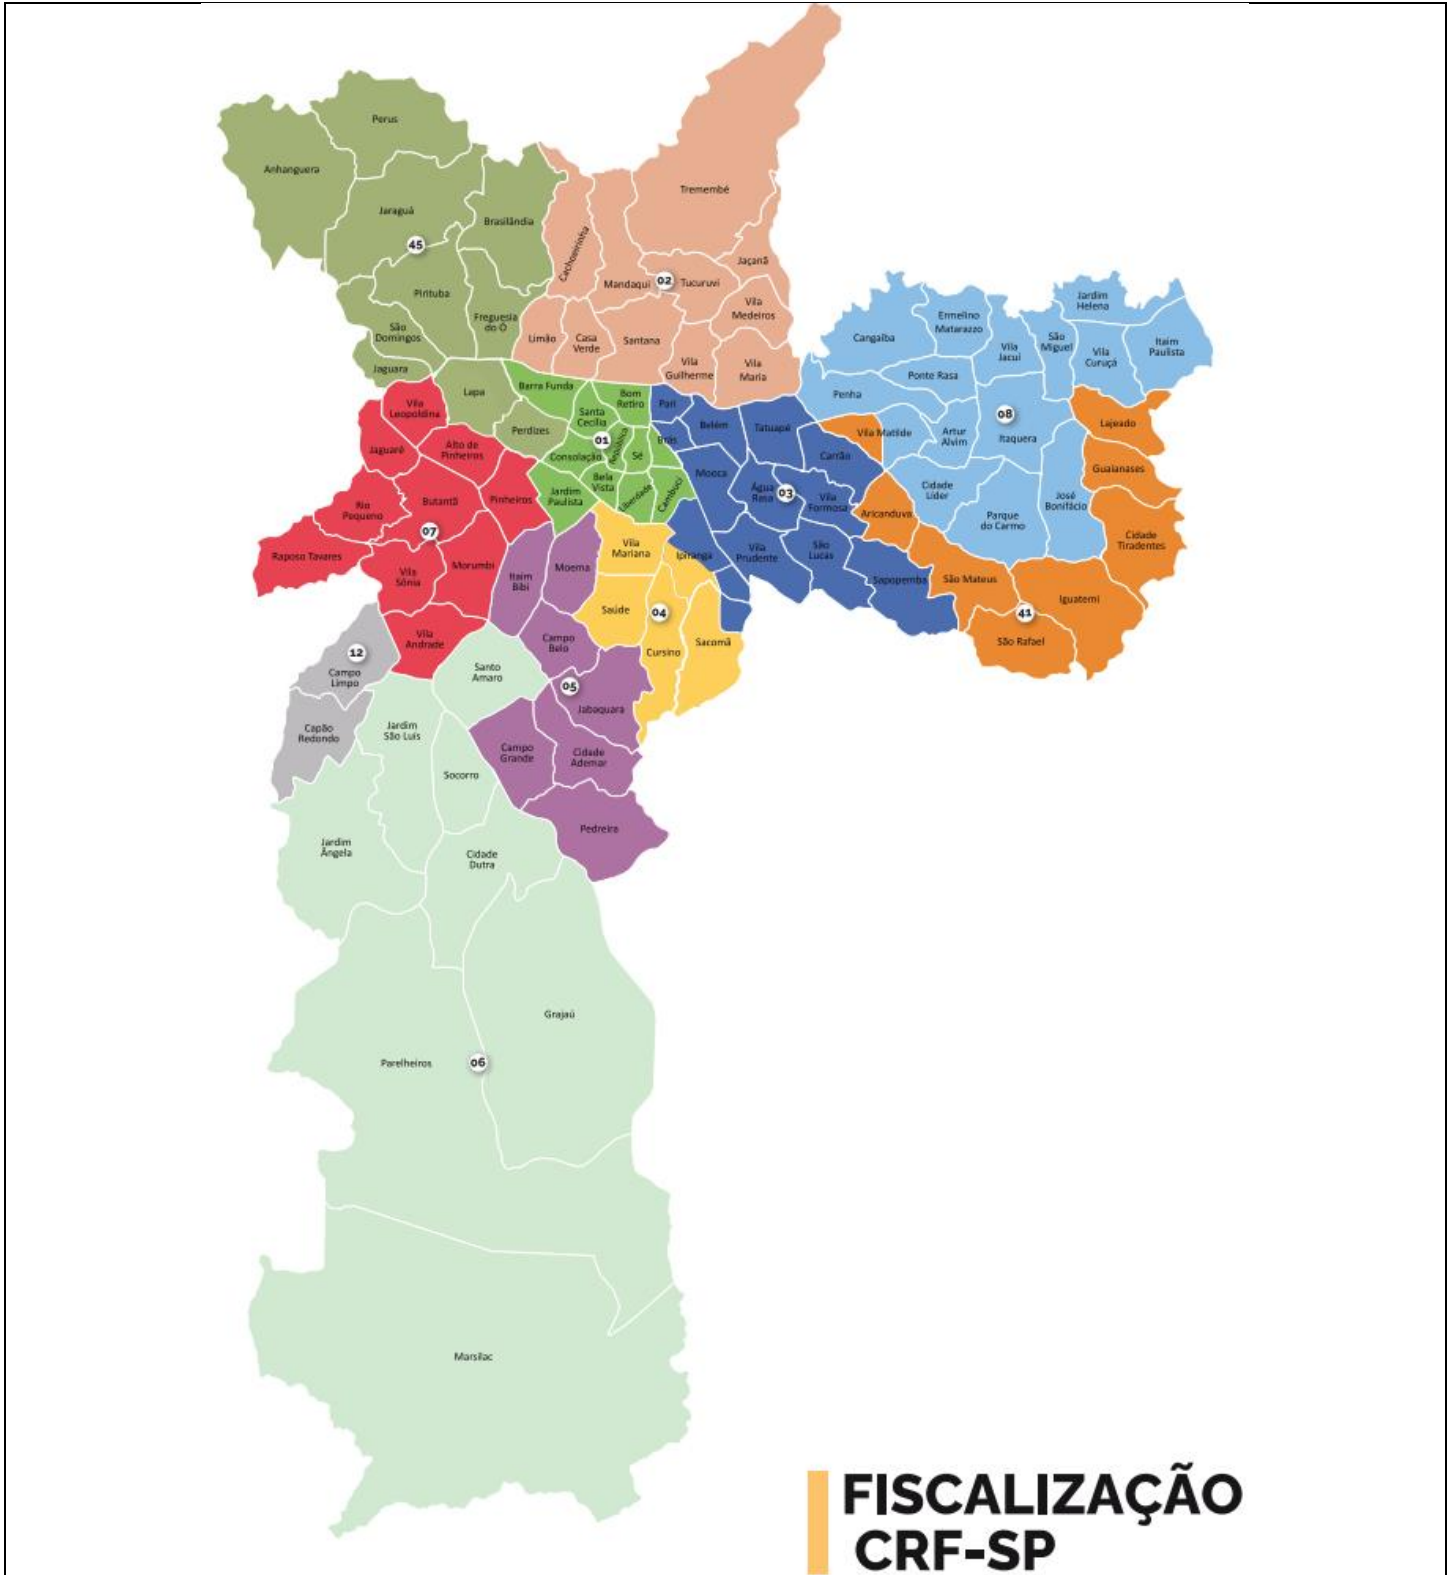 Perus
Anhanguera
Jaraguá
Brasilândia
45
Pirituba
Freguesia
do Ó
São
Domingos
Jaguara
Lapa
Perdizes
Tremembé
Cachoeirinha
Jaçanã
Mandaqui
02
Tucuruvi
Vila
Medeiros
Limão
Casa
Verde
Santana
Vila
Guilherme
Vila
Maria
Barra Funda
Bom
Retiro
Santa
Cecília
01
República
Consolação
Sé
Bela
Vista
Jardim
Paulista
Liberdade
Cambuci
Pari
Brás
Belém
Tatuapé
Carrão
Mooca
Água
Rasa
03
Vila
Formosa
Ipiranga
Vila
Prudente
São
Lucas
Sapopemba
Cangaíba
Ermelino
Matarazzo
Vila
Jacuí
São
Miguel
Jardim
Helena
Vila
Curuçá
Itaim
Paulista
Ponte Rasa
Penha
08
Vila Matilde
Artur
Alvim
Itaquera
Cidade
Líder
Parque
do Carmo
José
Bonifácio
Lajeado
Guaianases
Cidade
Tiradentes
Aricanduva
São Mateus
Iguatemi
41
São Rafael
Vila
Leopoldina
Jaguaré
Alto de
Pinheiros
Rio
Pequeno
Butantã
Pinheiros
07
Raposo Tavares
Vila
Sônia
Morumbi
Vila
Andrade
Itaim
Bibi
Moema
Vila
Mariana
Saúde
04
Cursino
Sacomã
Campo
Belo
05
Jabaquara
Campo
Grande
Cidade
Ademar
Pedreira
12
Campo
Limpo
Capão
Redondo
Santo
Amaro
Jardim
São Luís
Socorro
Jardim
Ângela
Cidade
Dutra
Grajaú
Parelheiros
06
Marsilac
FISCALIZAÇÃO
CRF-SP